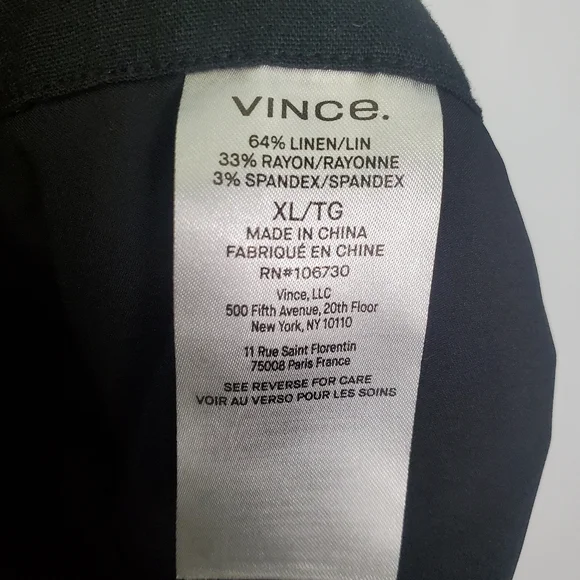 VINCe.
64% LINEN/LIN
33% RAYON/RAYONNE
3% SPANDEX/SPANDEX
XL/TG
MADE IN CHINA
FABRIQUÉ EN CHINE
RN#106730
Vince, LLC
500 Fifth Avenue, 20th Floor
New York, NY 10110
11 Rue Saint Florentin
75008 Paris France
SEE REVERSE FOR CARE
VOIR AU VERSO POUR LES SOINS